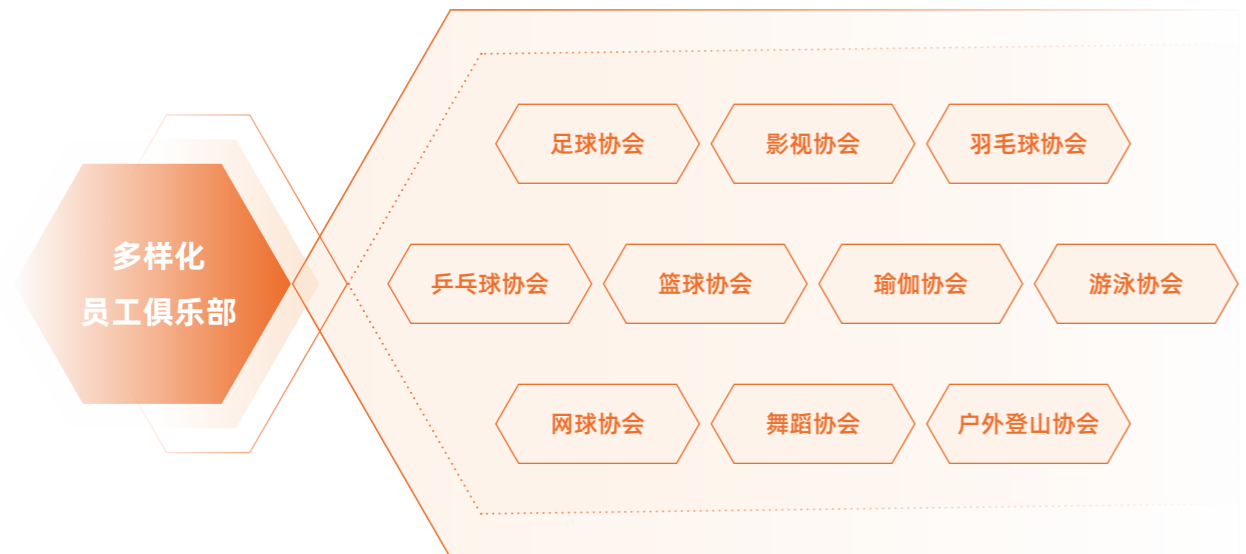 多样化
员工俱乐部
足球协会
影视协会
羽毛球协会
乒乓球协会
篮球协会
瑜伽协会
游泳协会
网球协会
舞蹈协会
户外登山协会